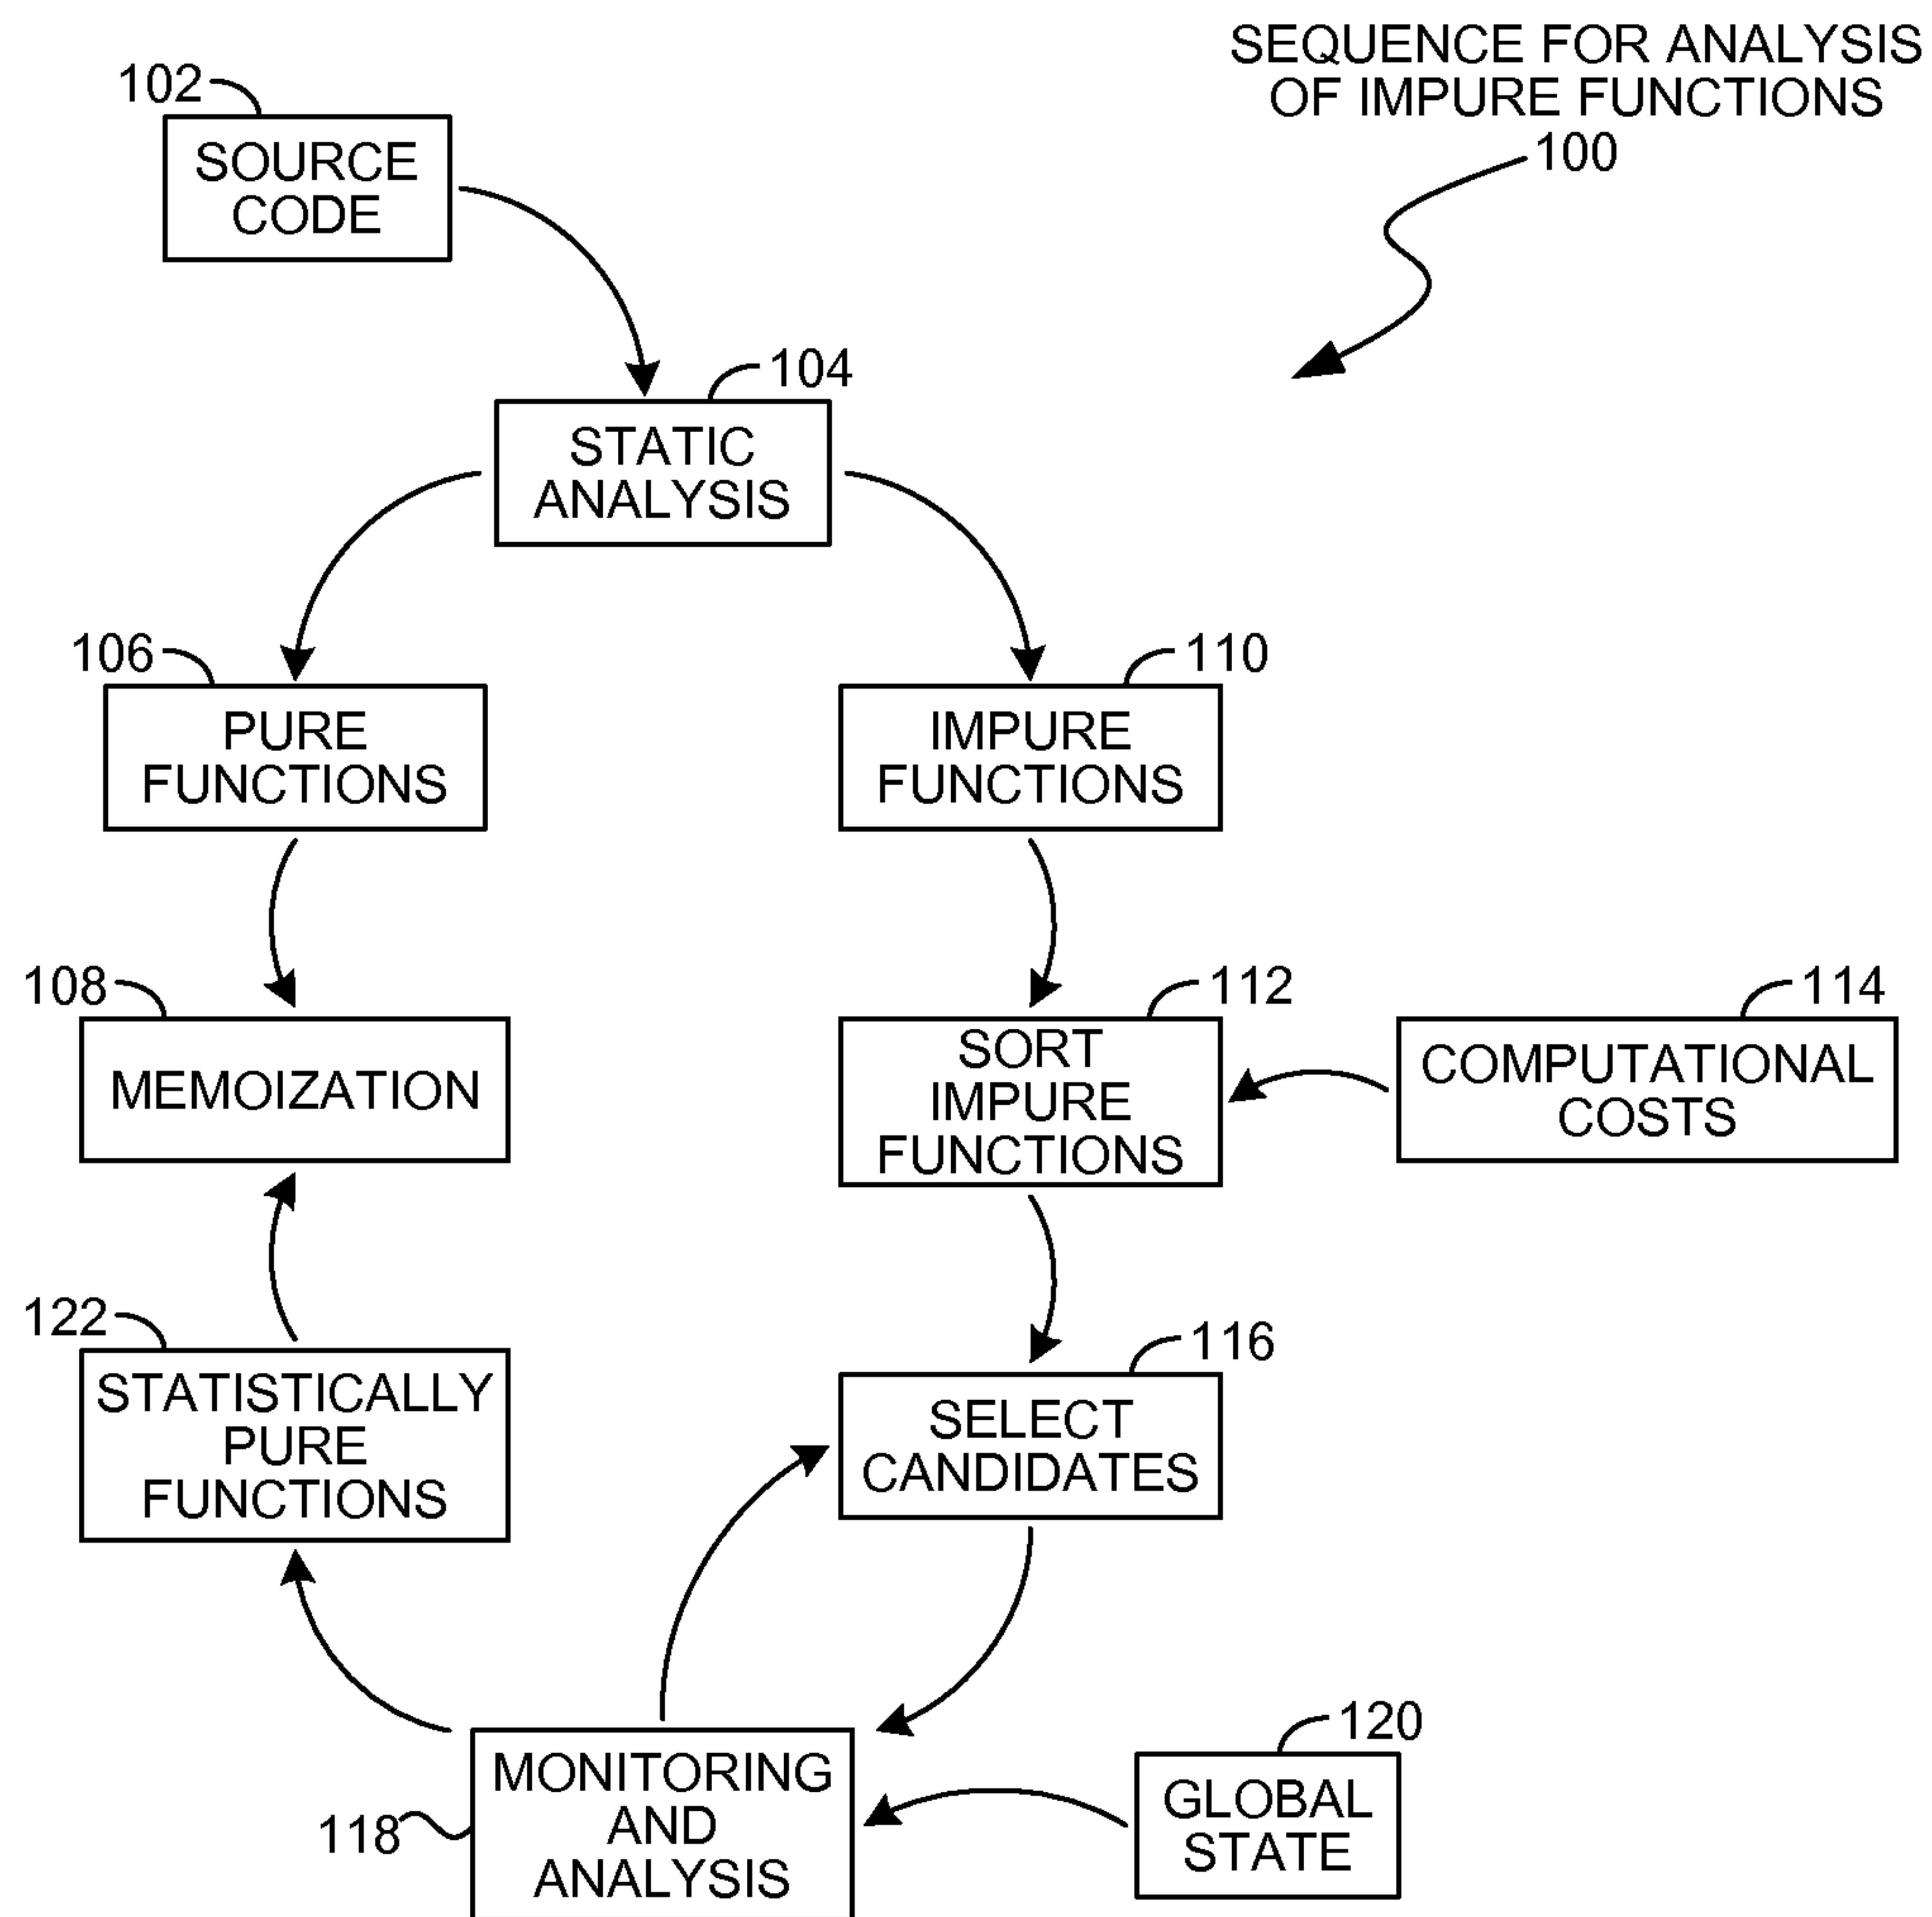 SEQUENCE FOR ANALYSIS
OF IMPURE FUNCTIONS
100
102
SOURCE
CODE
104
STATIC
ANALYSIS
106
PURE
FUNCTIONS
110
IMPURE
FUNCTIONS
108
MEMOIZATION
112
SORT
IMPURE
FUNCTIONS
114
COMPUTATIONAL
COSTS
122
STATISTICALLY
PURE
FUNCTIONS
116
SELECT
CANDIDATES
118
MONITORING
AND
ANALYSIS
120
GLOBAL
STATE